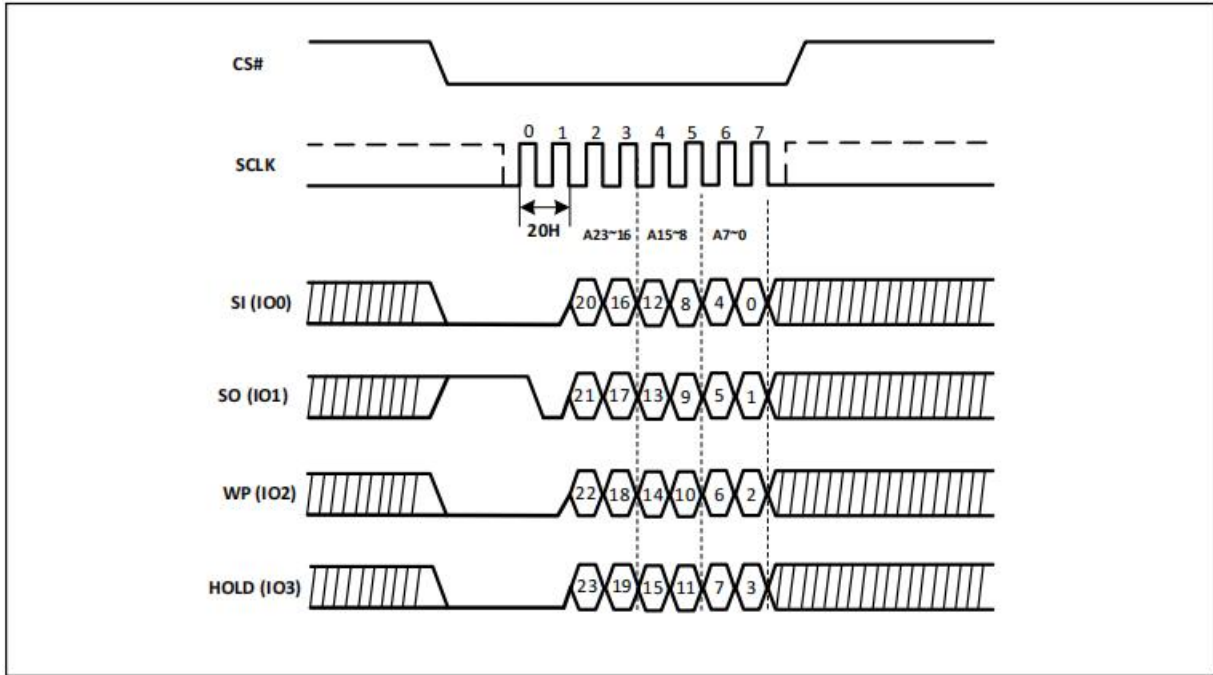 CS#
0 1 2 3 4 5 6 7
SCLK
20H A23~16 A15~8 A7~0
SI (IO0) 20 16 12 8 4 0
SO (IO1) 21 17 13 9 5 1
WP (IO2) 22 18 14 10 6 2
HOLD (IO3) 23 19 15 11 7 3